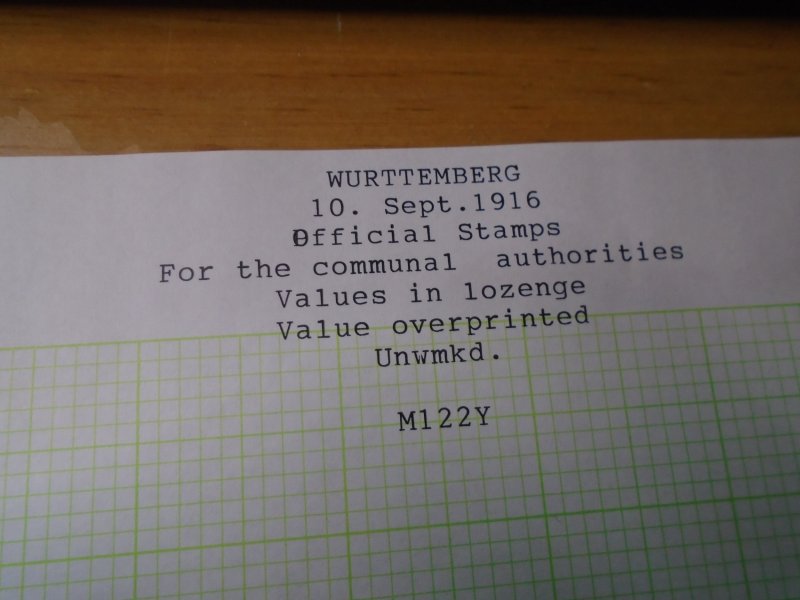 WURTTEMBERG
10. Sept.1916
Official Stamps
For the communal authorities
Values in lozenge
Value overprinted
Unwmkd.
M122Y